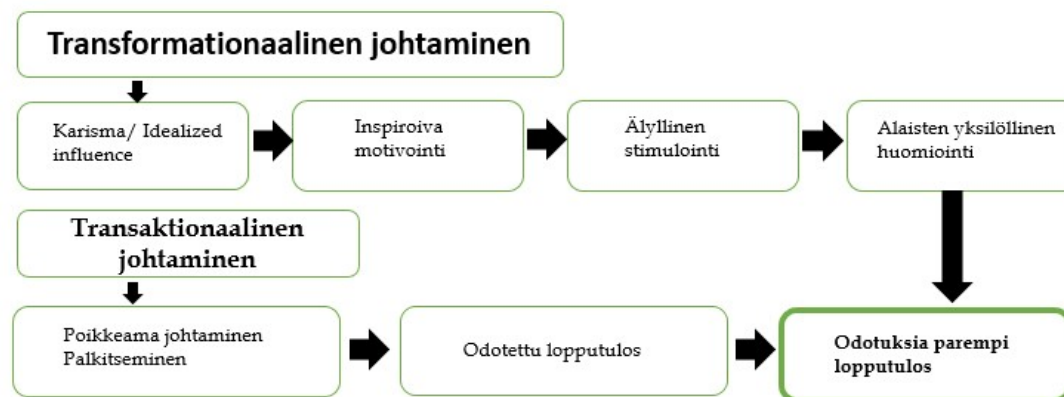 Transformationaalinen johtaminen
Karisma/ Idealized
influence
Inspiroiva
motivointi
Älyllinen
stimulointi
Alaisten yksilöllinen
huomiointi
Transaktionaalinen
johtaminen
Poikkeama johtaminen
Palkitseminen
Odotettu lopputulos
Odotuksia parempi
lopputulos